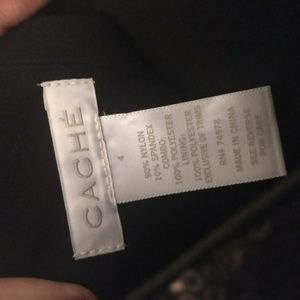 CACHÉ
4
90% NYLON
10% SPANDEX
COMBO:
100% POLYESTER
LINING:
100% POLYESTER
EXCLUSIVE OF TRIMS
RN# 74578
MADE IN CHINA
SEE REVERSE
FOR CARE